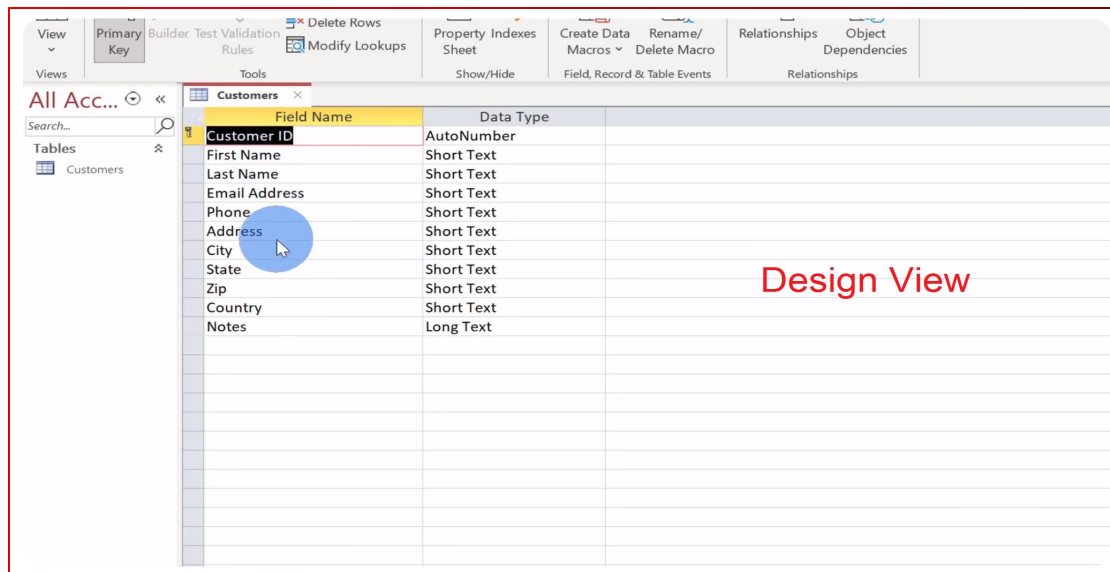 Delete Rows
View Primary Builder Test Validation Property Indexes Create Data Rename/ Relationships Object
Key Rules Modify Lookups Sheet Macros Delete Macro Dependencies
Views Tools Show/Hide Field, Record & Table Events Relationships
All Acc... « Customers ×
Field Name Data Type
Search...
Customer ID AutoNumber
Tables First Name Short Text
Customers Last Name Short Text
Email Address Short Text
Phone Short Text
Address Short Text
City Short Text
State Short Text
Design View
Zip Short Text
Country Short Text
Notes Long Text